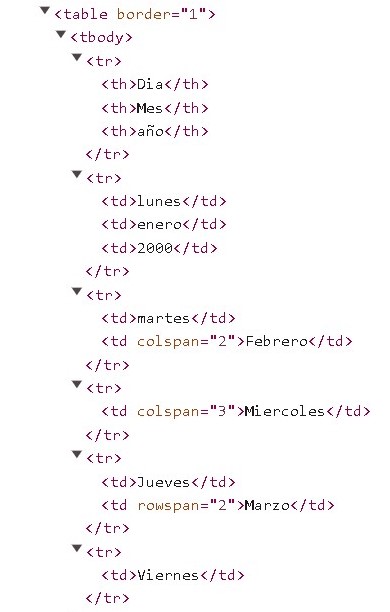 <table border="1">
<tbody>
<tr>
<th>Dia</th>
<th>Mes</th>
<th>año</th>
</tr>
<tr>
<td>lunes</td>
<td>enero</td>
<td>2000</td>
</tr>
<tr>
<td>martes</td>
<td colspan="2">Febrero</td>
</tr>
<tr>
<td colspan="3">Miercoles</td>
</tr>
<tr>
<td>Jueves</td>
<td rowspan="2">Marzo</td>
</tr>
<tr>
<td>Viernes</td>
</tr>